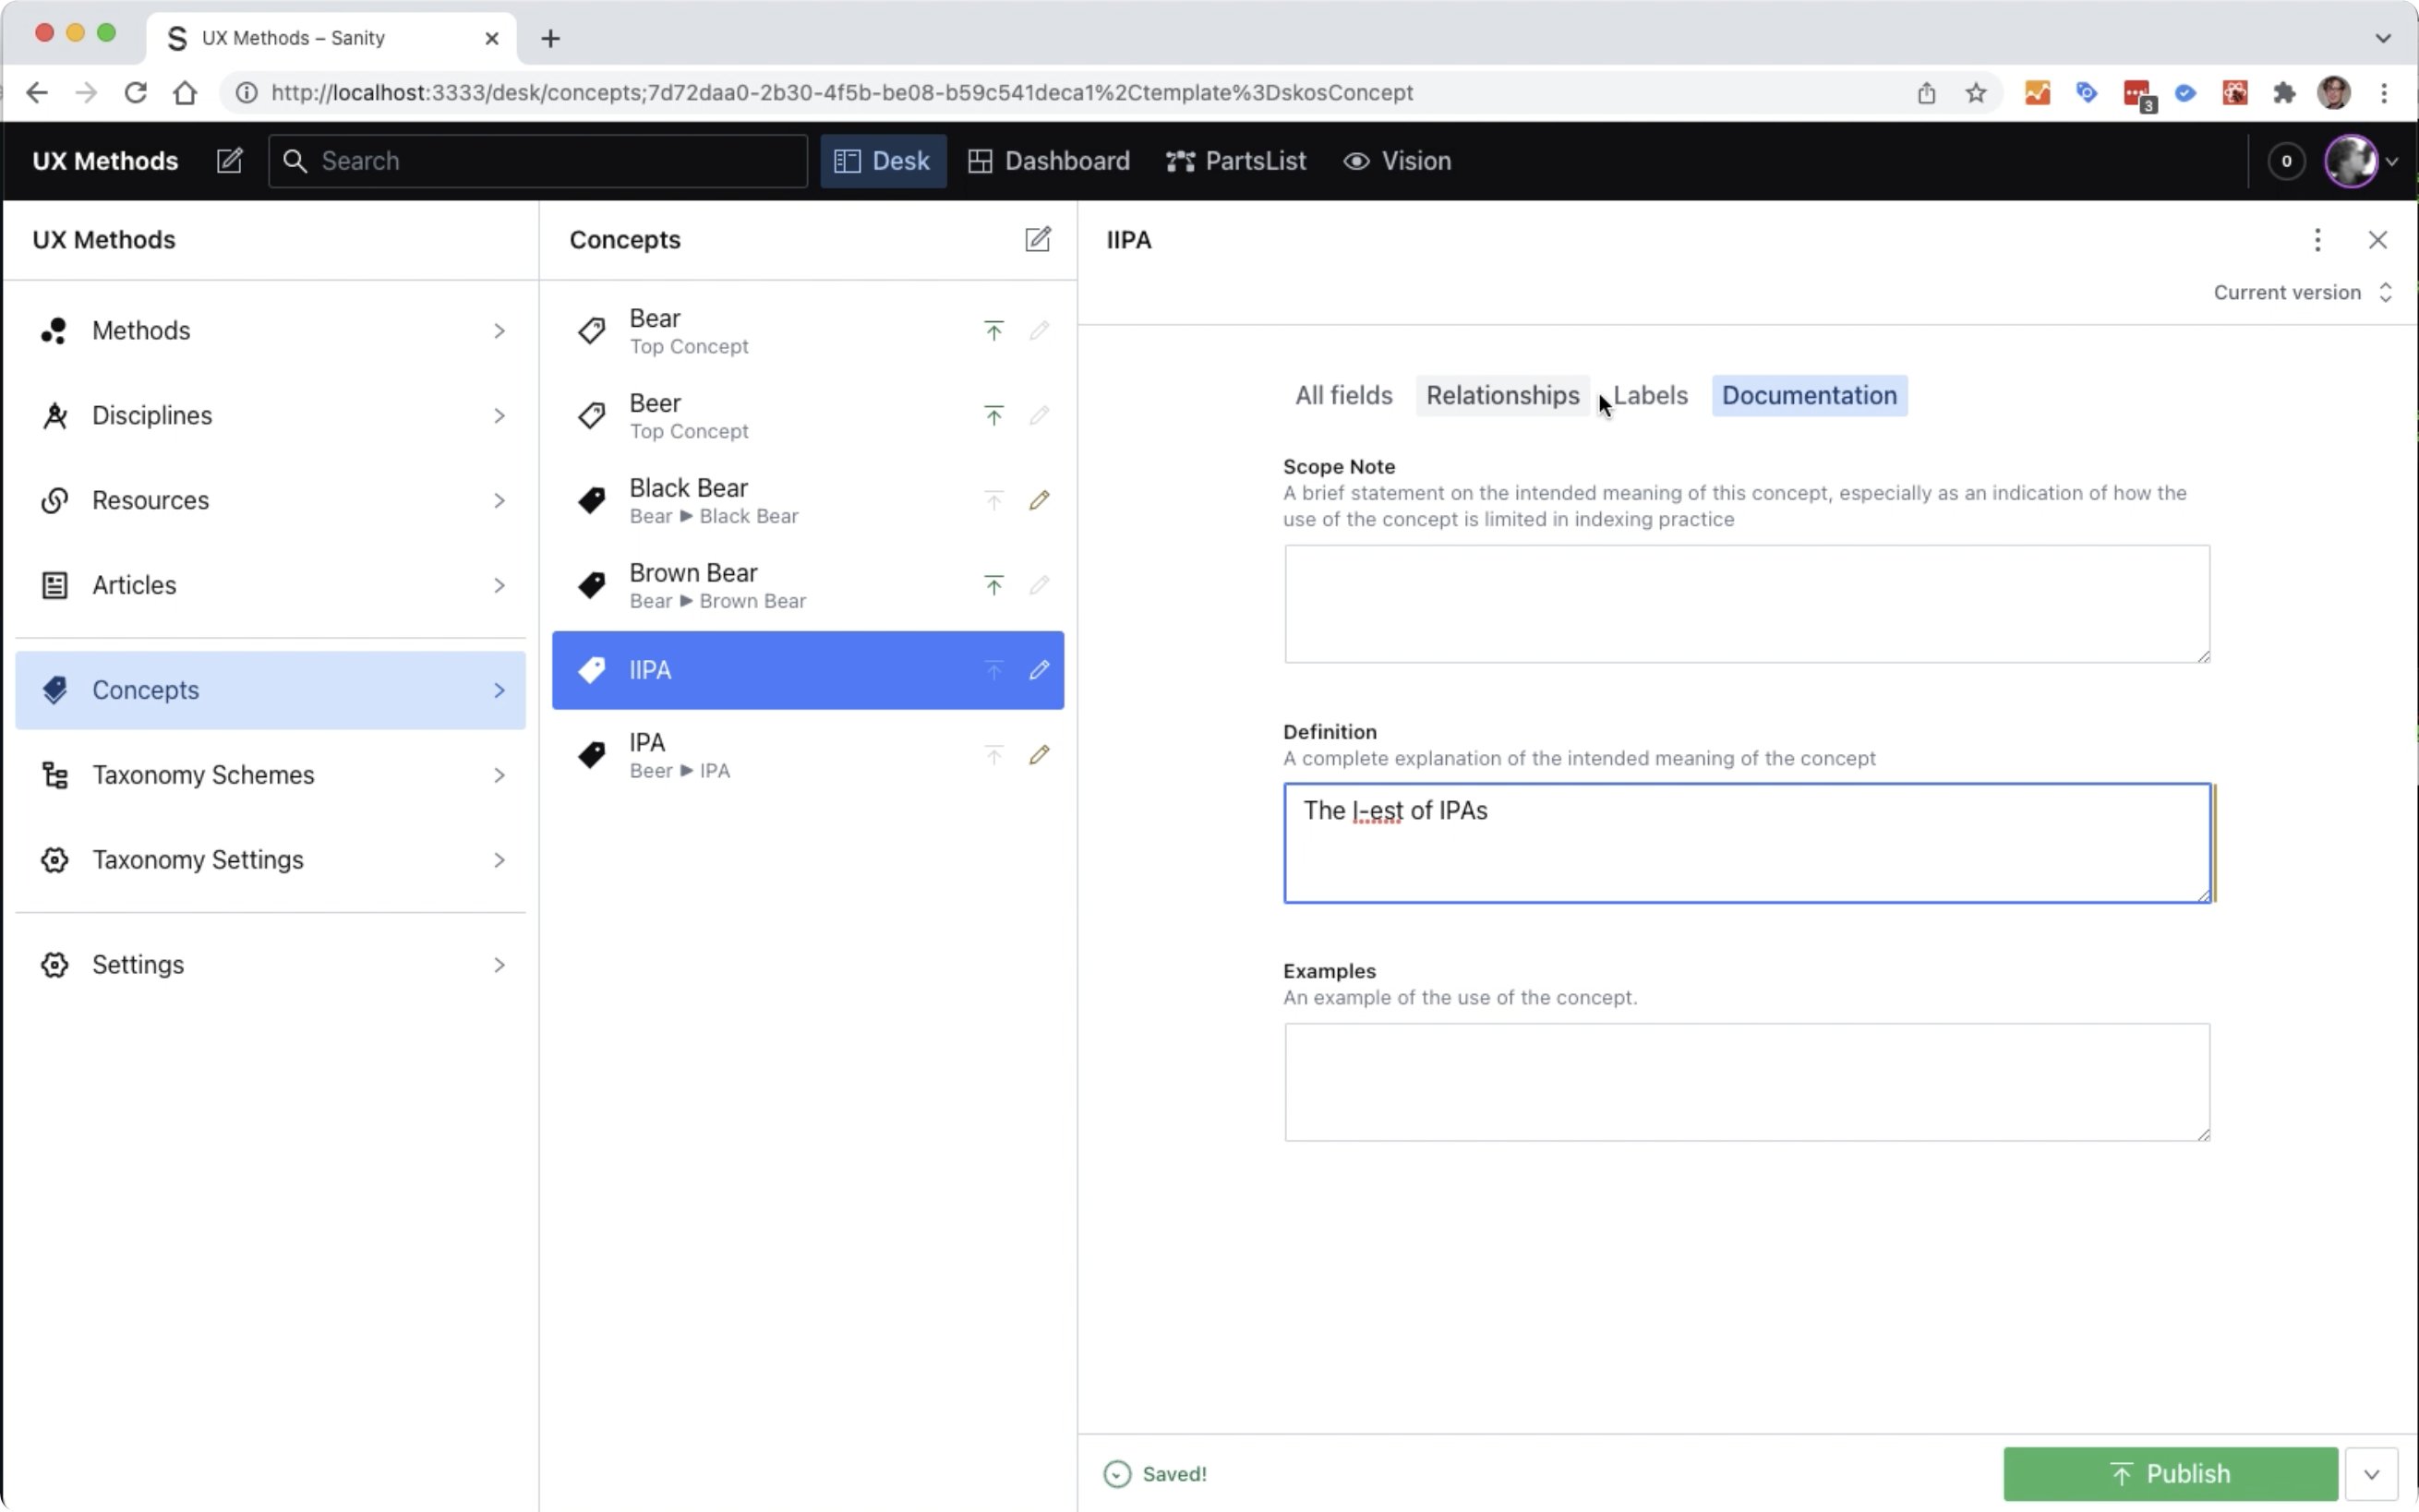 UX Methods – Sanity
http://localhost:3333/desk/concepts;7d72daa0-2b30-4f5b-be08-b59c541deca1%2Ctemplate%3DskosConcept
3
UX Methods
Search
Desk
Dashboard
PartsList
Vision
0
UX Methods
Methods
Disciplines
Resources
Articles
Concepts
Taxonomy Schemes
Taxonomy Settings
Settings
Concepts
Bear
Top Concept
Beer
Top Concept
Black Bear
Bear ▶ Black Bear
Brown Bear
Bear ▶ Brown Bear
IIPA
IPA
Beer ▶ IPA
IIPA
Current version
All fields
Relationships
Labels
Documentation
Scope Note
A brief statement on the intended meaning of this concept, especially as an indication of how the
use of the concept is limited in indexing practice
Definition
A complete explanation of the intended meaning of the concept
The I-est of IPAs
Examples
An example of the use of the concept.
Saved!
Publish